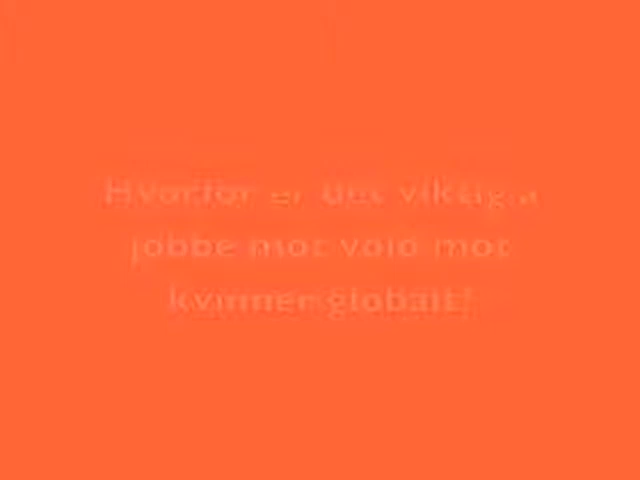 Hvorfor er det viktig å
jobbe mot vold mot
kvinner globalt?